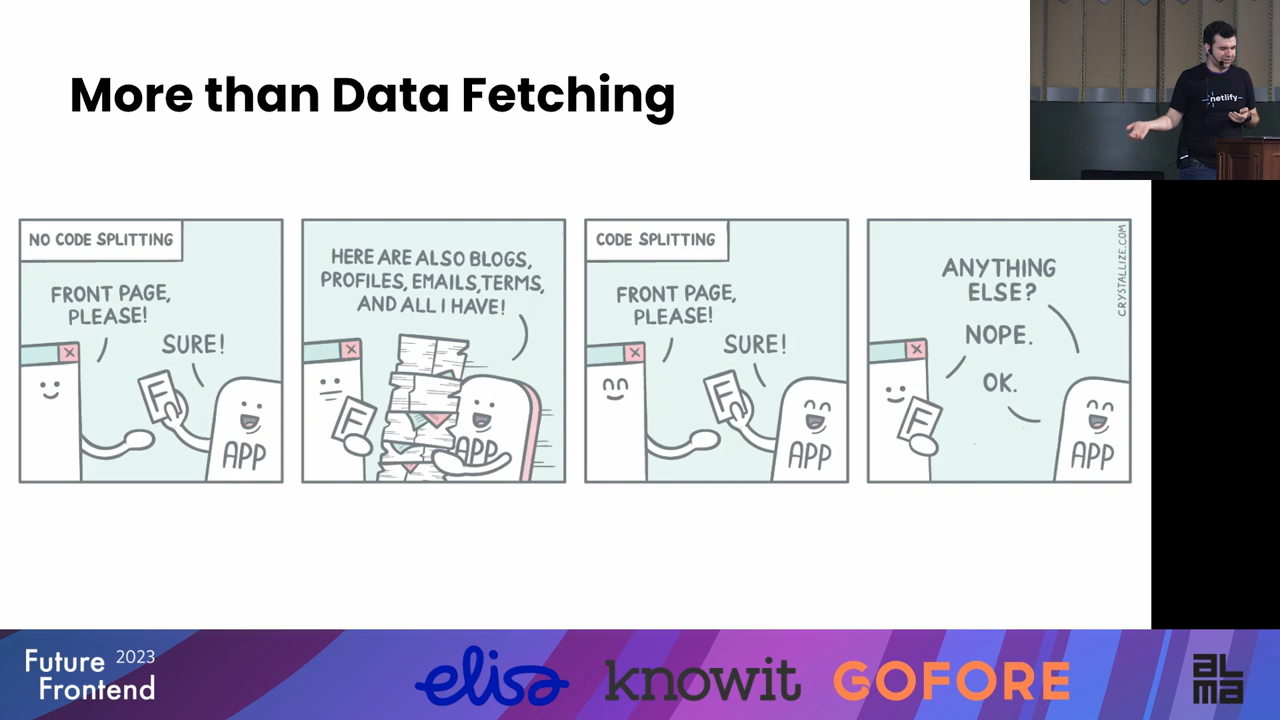 More than Data Fetching
netlify
NO CODE SPLITTING
FRONT PAGE,
PLEASE!
SURE!
F
APP
HERE ARE ALSO BLOGS,
PROFILES, EMAILS, TERMS,
AND ALL I HAVE!
F
APP
CODE SPLITTING
FRONT PAGE,
PLEASE!
SURE!
F
APP
ANYTHING
ELSE?
NOPE.
OK.
F
APP
CRYSTALLIZE.COM
Future 2023
Frontend
elisa
knowit
GOFORE
ALMA